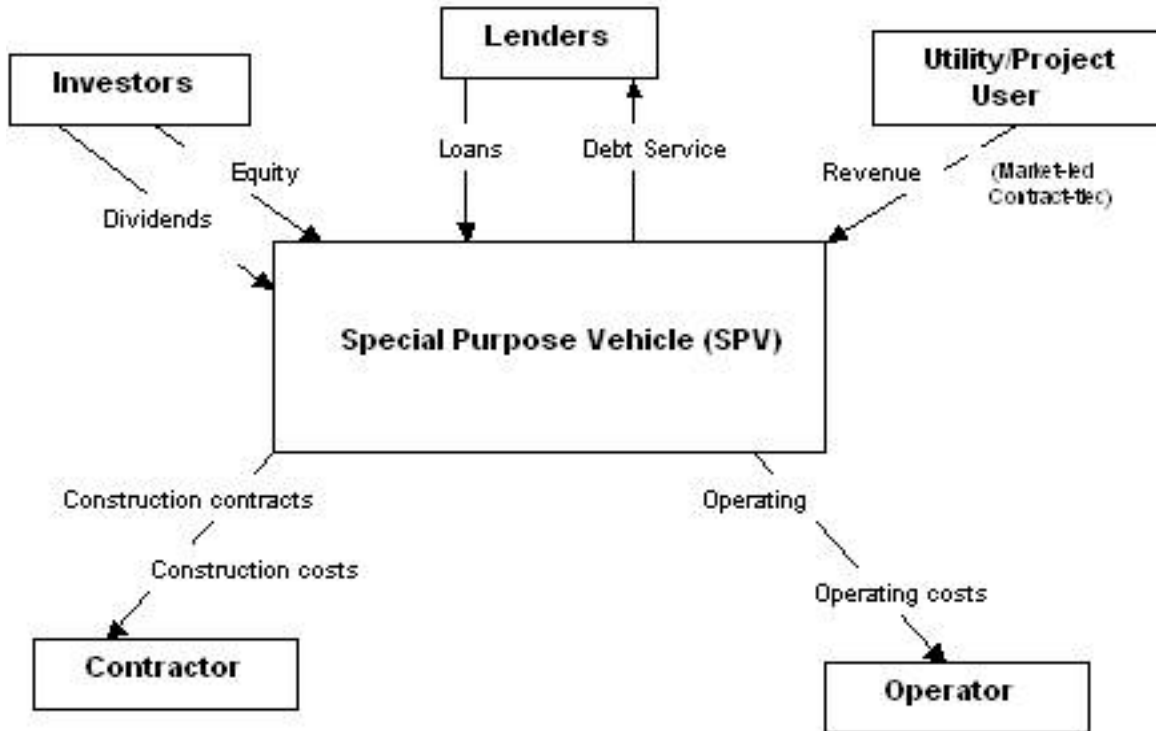 Lenders
Investors
Utility/Project
User
Loans
Debt Service
Equity
Revenue
(Market-led
Contract-tied)
Dividends
Special Purpose Vehicle (SPV)
Construction contracts
Operating
Construction costs
Operating costs
Contractor
Operator